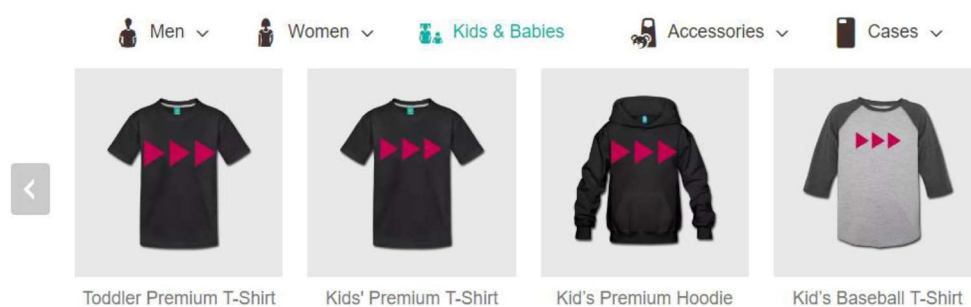 Men
Women
Kids & Babies
Accessories
Cases
Toddler Premium T-Shirt
Kids' Premium T-Shirt
Kid's Premium Hoodie
Kid's Baseball T-Shirt